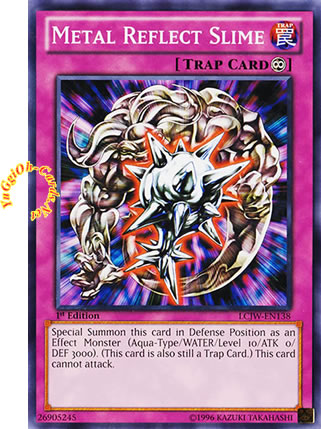 METAL REFLECT SLIME
TRAP
罠
[TRAP CARD]
YuGiOh-Cards.Net
1st Edition
LCJW-EN138
Special Summon this card in Defense Position as an
Effect Monster (Aqua-Type/WATER/Level 10/ATK 0/
DEF 3000). (This card is also still a Trap Card.) This card
cannot attack.
26905245
©1996 KAZUKI TAKAHASHI